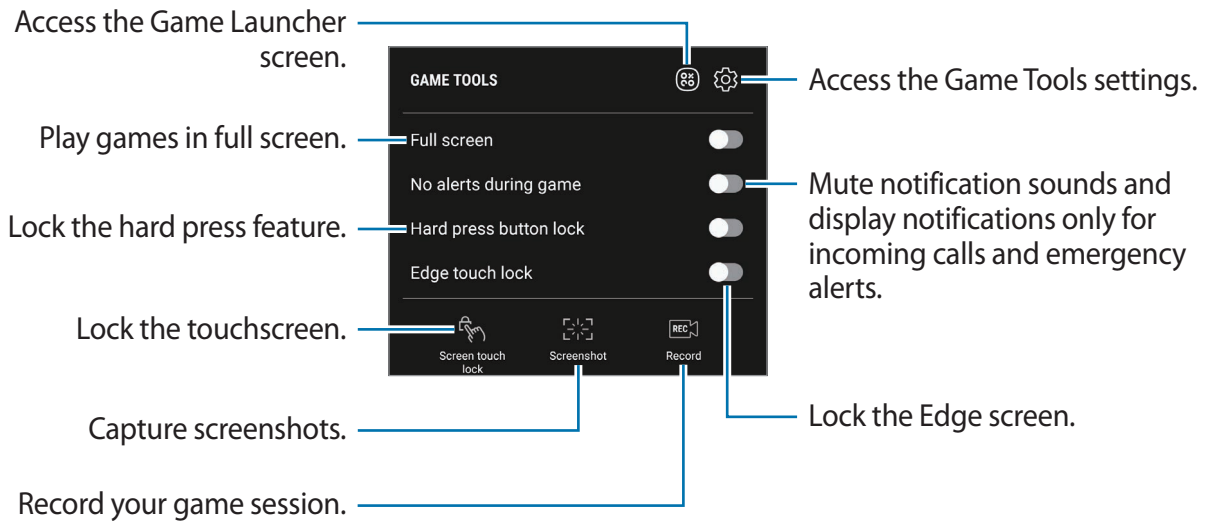 Access the Game Launcher
screen.
GAME TOOLS
Access the Game Tools settings.
Play games in full screen.
Full screen
No alerts during game
Mute notification sounds and
display notifications only for
incoming calls and emergency
alerts.
Lock the hard press feature.
Hard press button lock
Edge touch lock
Lock the touchscreen.
REC
Screen touch
lock
Screenshot
Record
Capture screenshots.
Lock the Edge screen.
Record your game session.